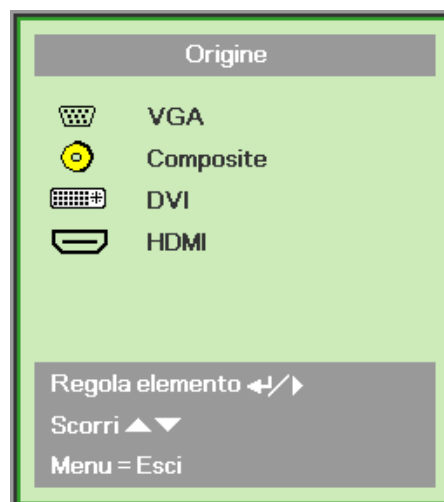 Origine
VGA
Composite
DVI
HDMI
Regola elemento ↵/▶
Scorri ▲▼
Menu = Esci